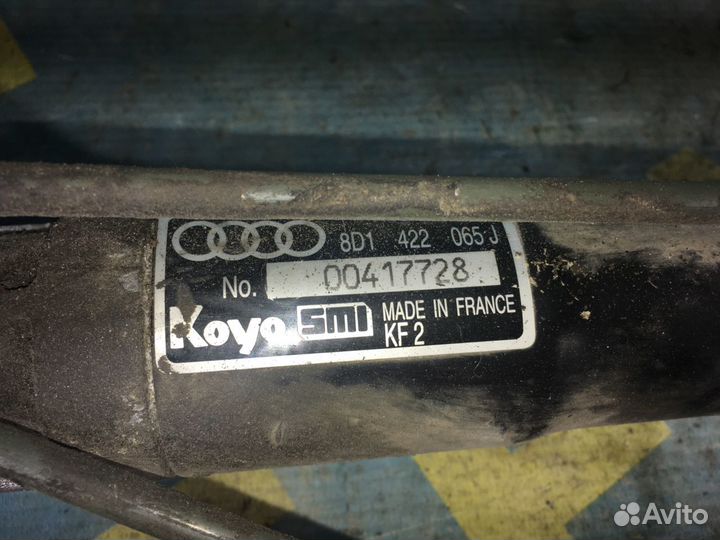 8D1 422 065 J
No. 00417728
Koyo SMI MADE IN FRANCE
KF 2
Avito